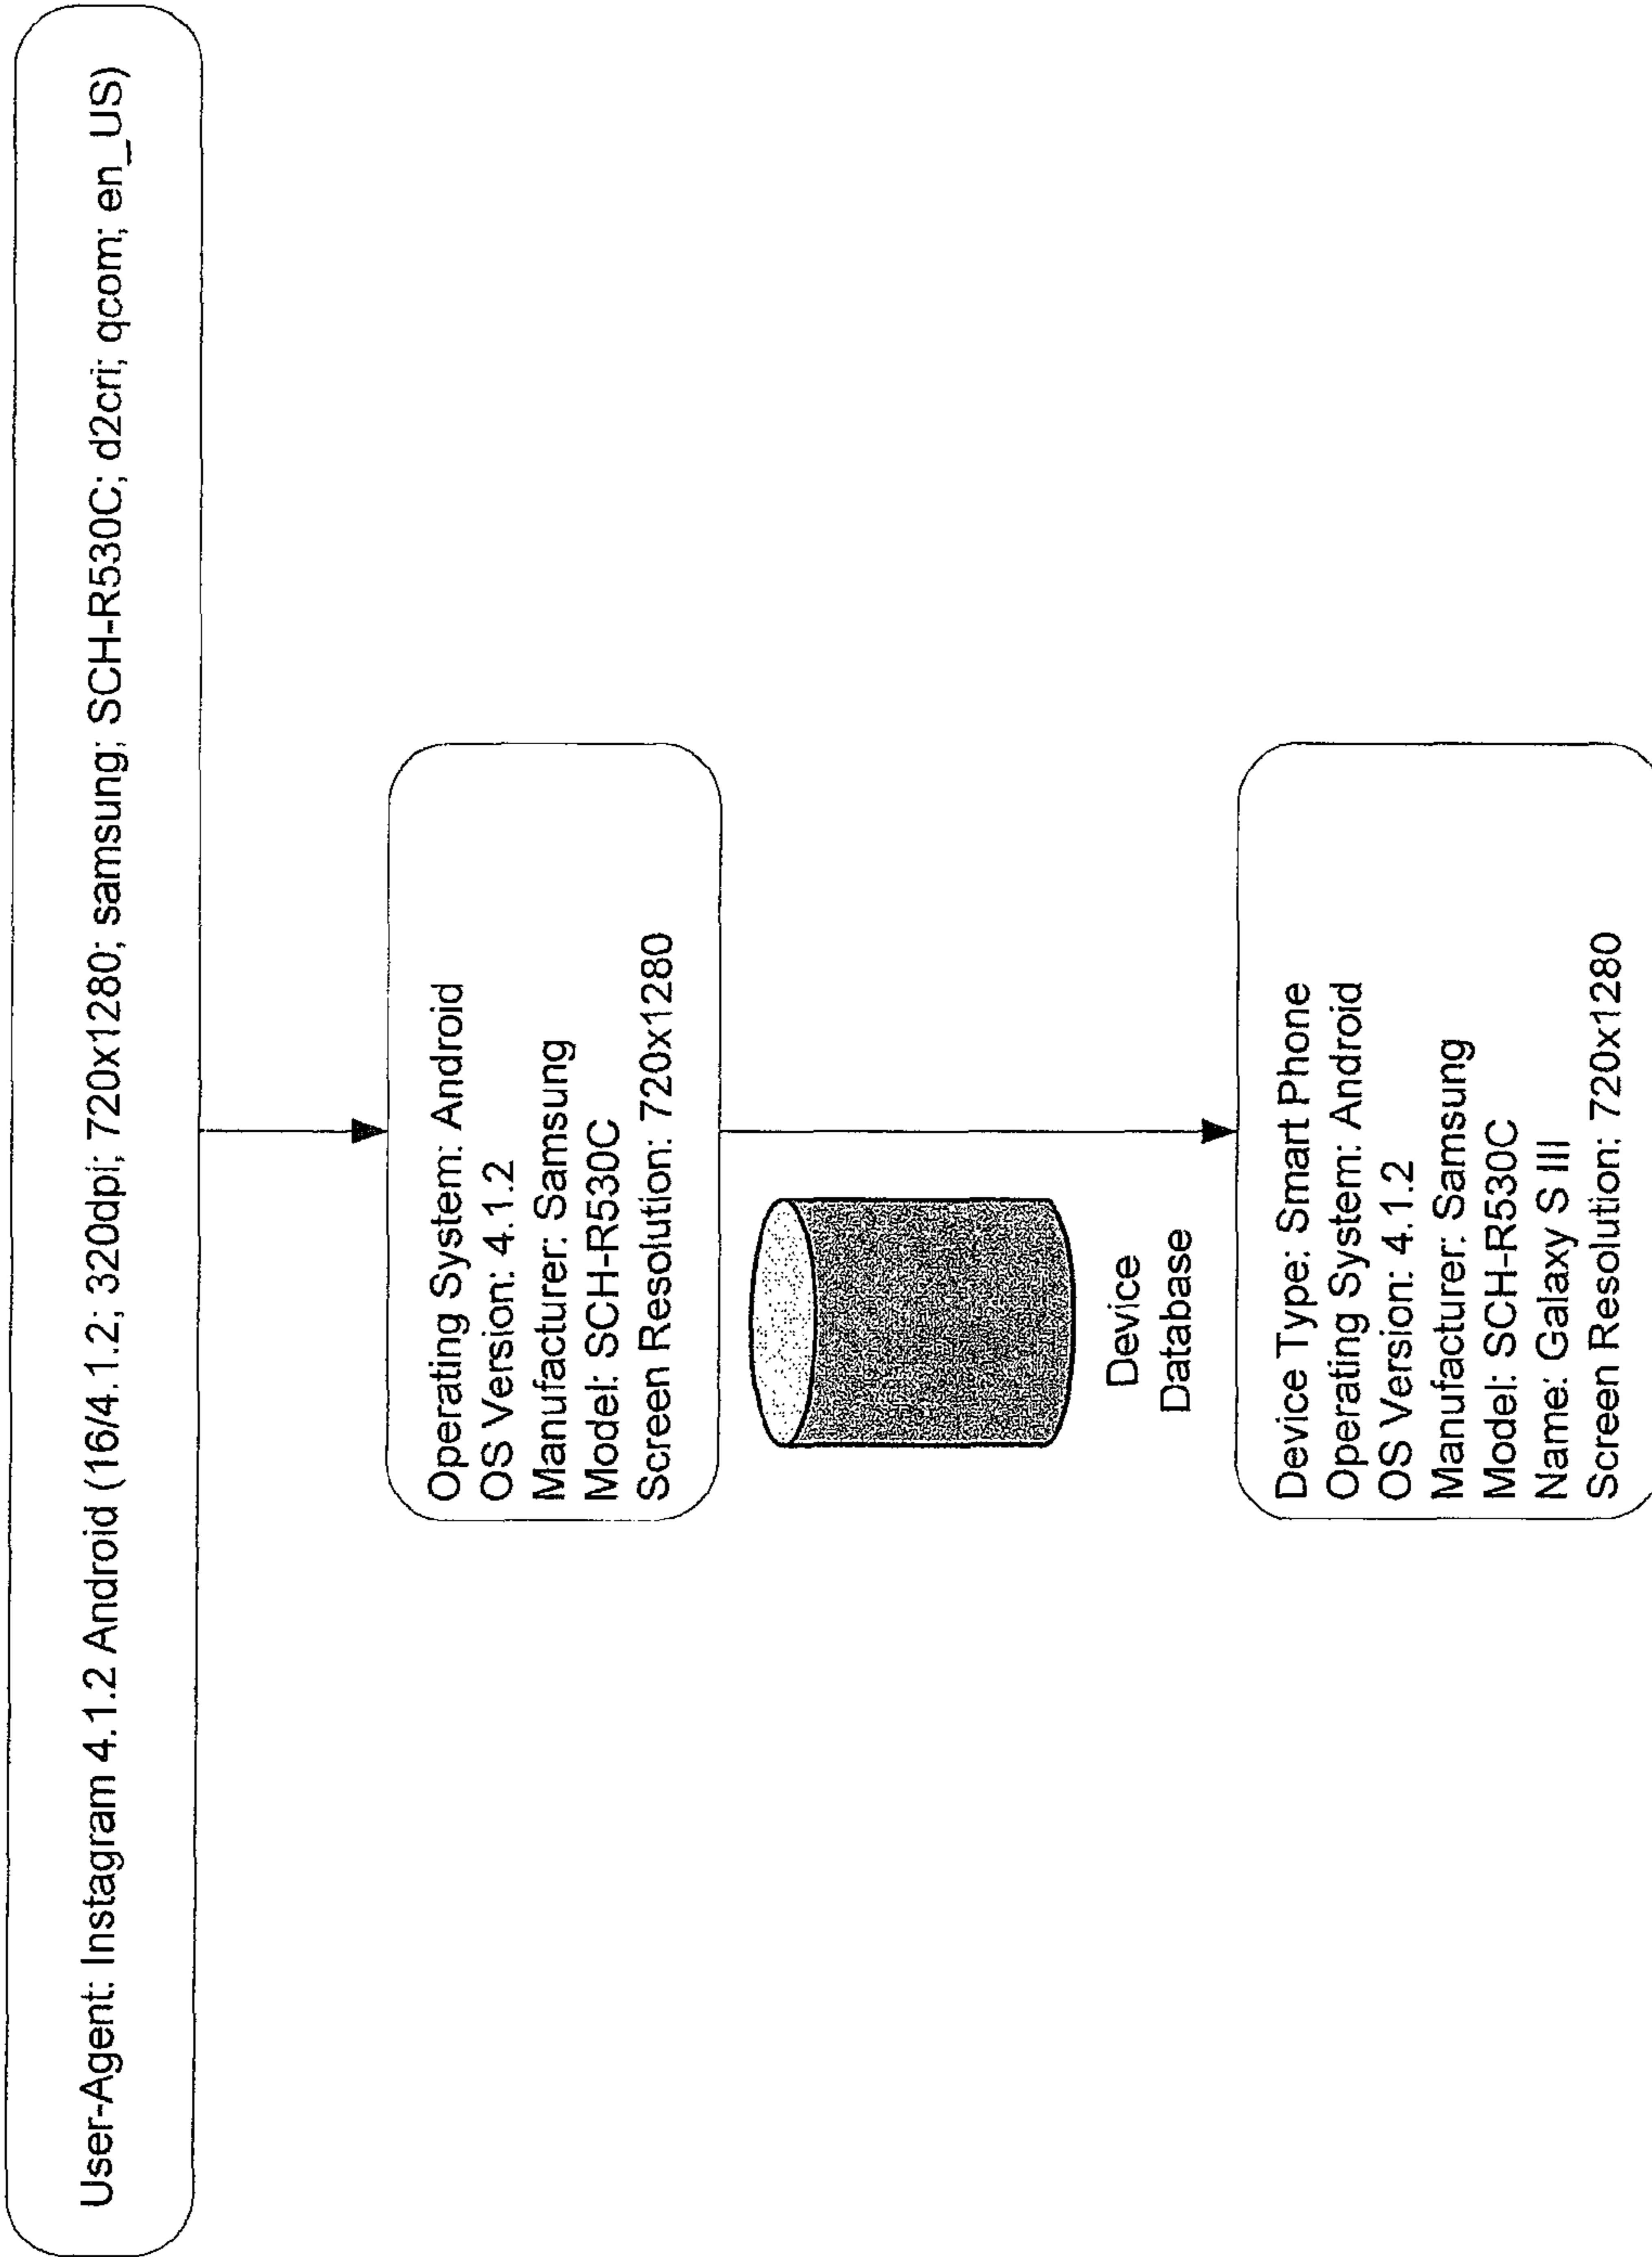 User-Agent: Instagram 4.1.2 Android (16/4.1.2; 320dpi; 720x1280; samsung; SCH-R530C; d2cri; qcom; en_US)
Operating System: Android
OS Version: 4.1.2
Manufacturer: Samsung
Model: SCH-R530C
Screen Resolution: 720x1280
Device
Database
Device Type: Smart Phone
Operating System: Android
OS Version: 4.1.2
Manufacturer: Samsung
Model: SCH-R530C
Name: Galaxy S III
Screen Resolution: 720x1280